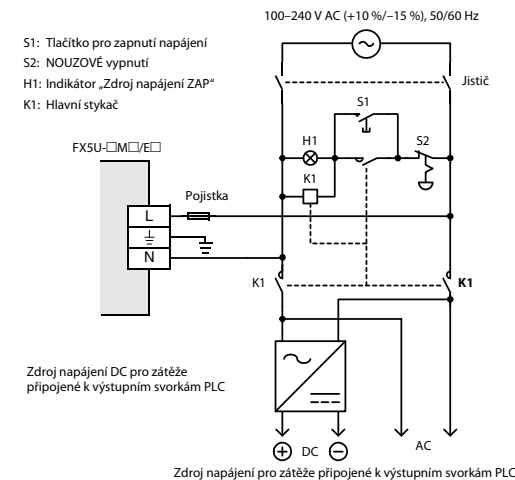 100–240 V AC (+10 %/–15 %), 50/60 Hz
S1: Tlačítko pro zapnutí napájení
S2: NOUZOVÉ vypnutí
H1: Indikátor „Zdroj napájení ZAP“
K1: Hlavní stykač
Jistič
S1
H1
S2
K1
FX5U-□M□/E□
Pojistka
L
N
K1
K1
Zdroj napájení DC pro zátěže
připojené k výstupním svorkám PLC
DC
AC
Zdroj napájení pro zátěže připojené k výstupním svorkám PLC